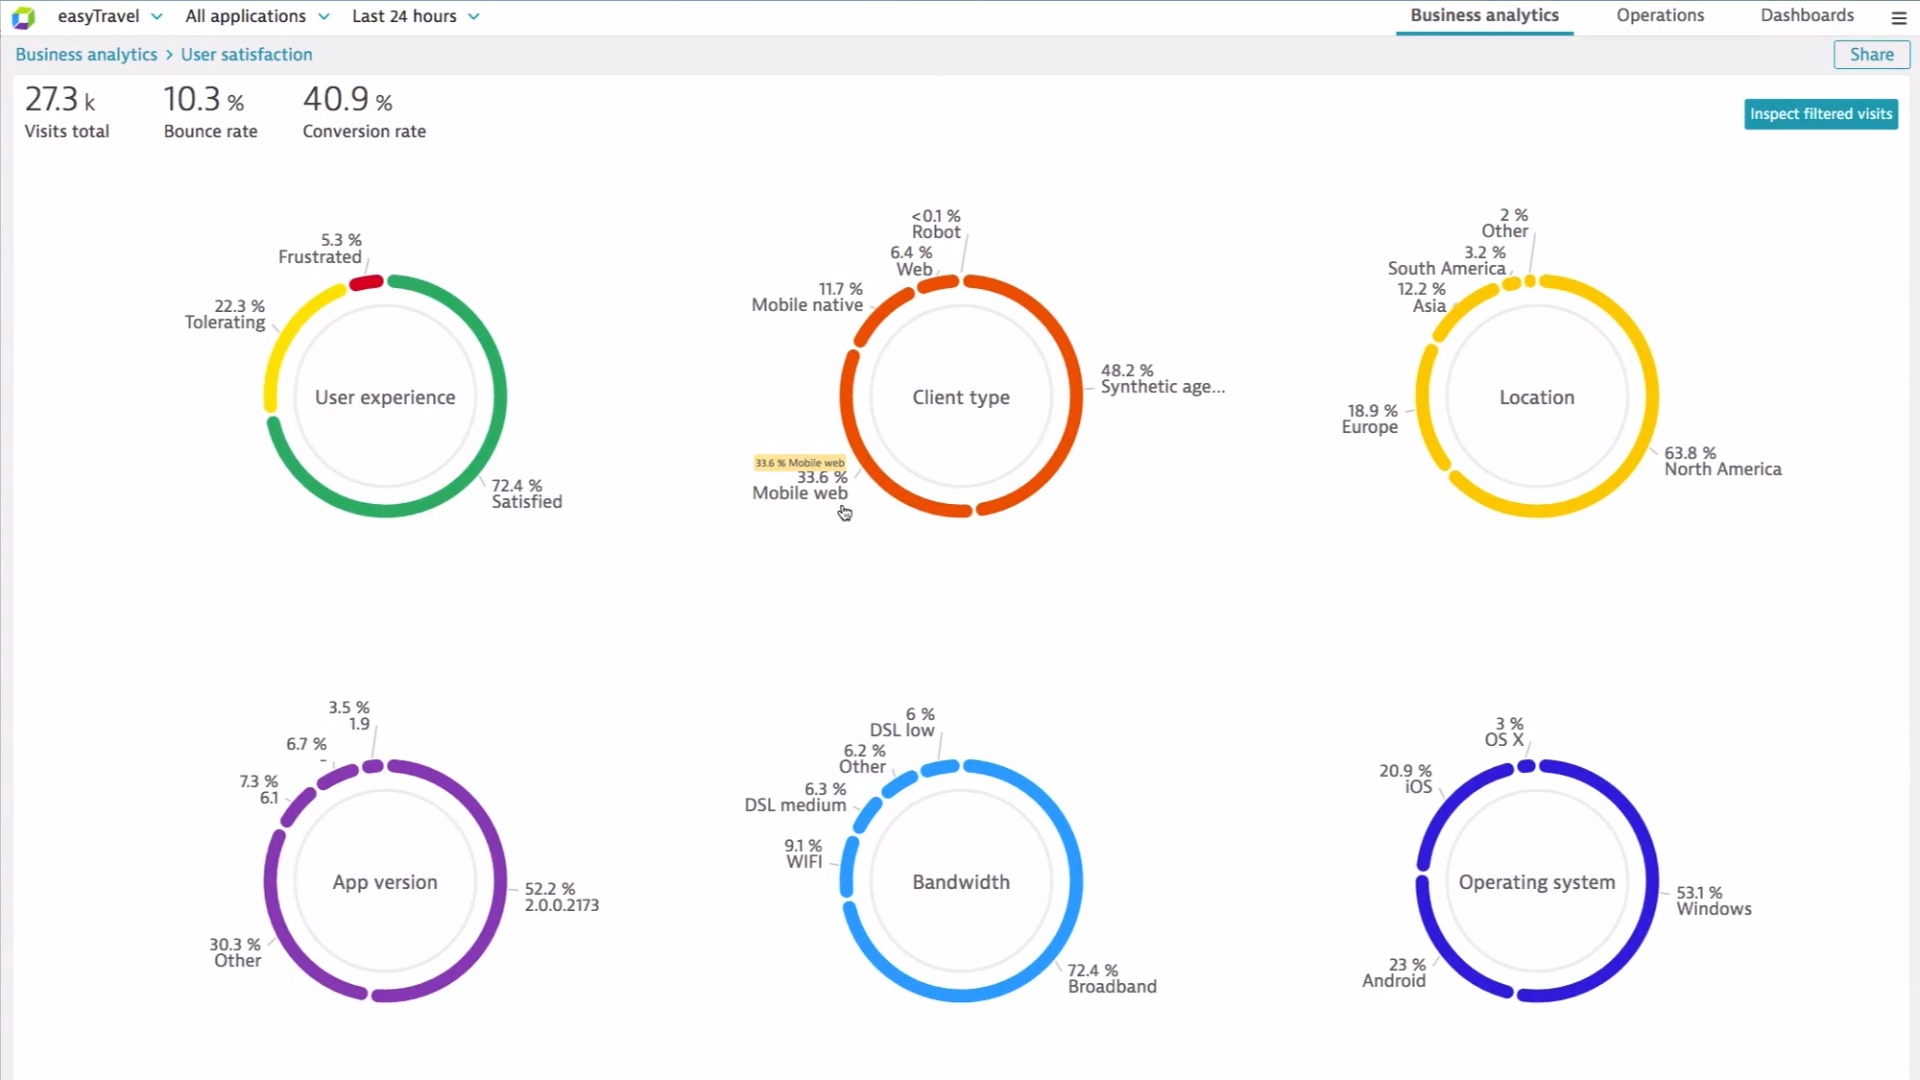 easyTravel
All applications
Last 24 hours
Business analytics
Operations
Dashboards
Business analytics > User satisfaction
Share
27.3 k
Visits total
10.3 %
Bounce rate
40.9 %
Conversion rate
Inspect filtered visits
5.3 %
Frustrated
22.3 %
Tolerating
User experience
72.4 %
Satisfied
<0.1 %
Robot
6.4 %
Web
11.7 %
Mobile native
48.2 %
Synthetic age...
Client type
33.6 % Mobile web
33.6 %
Mobile web
2 %
Other
3.2 %
South America
12.2 %
Asia
Location
18.9 %
Europe
63.8 %
North America
3.5 %
1.9
6.7 %
-
7.3 %
6.1
App version
52.2 %
2.0.0.2173
30.3 %
Other
6 %
DSL low
6.2 %
Other
6.3 %
DSL medium
9.1 %
WIFI
Bandwidth
72.4 %
Broadband
3 %
OS X
20.9 %
iOS
Operating system
53.1 %
Windows
23 %
Android